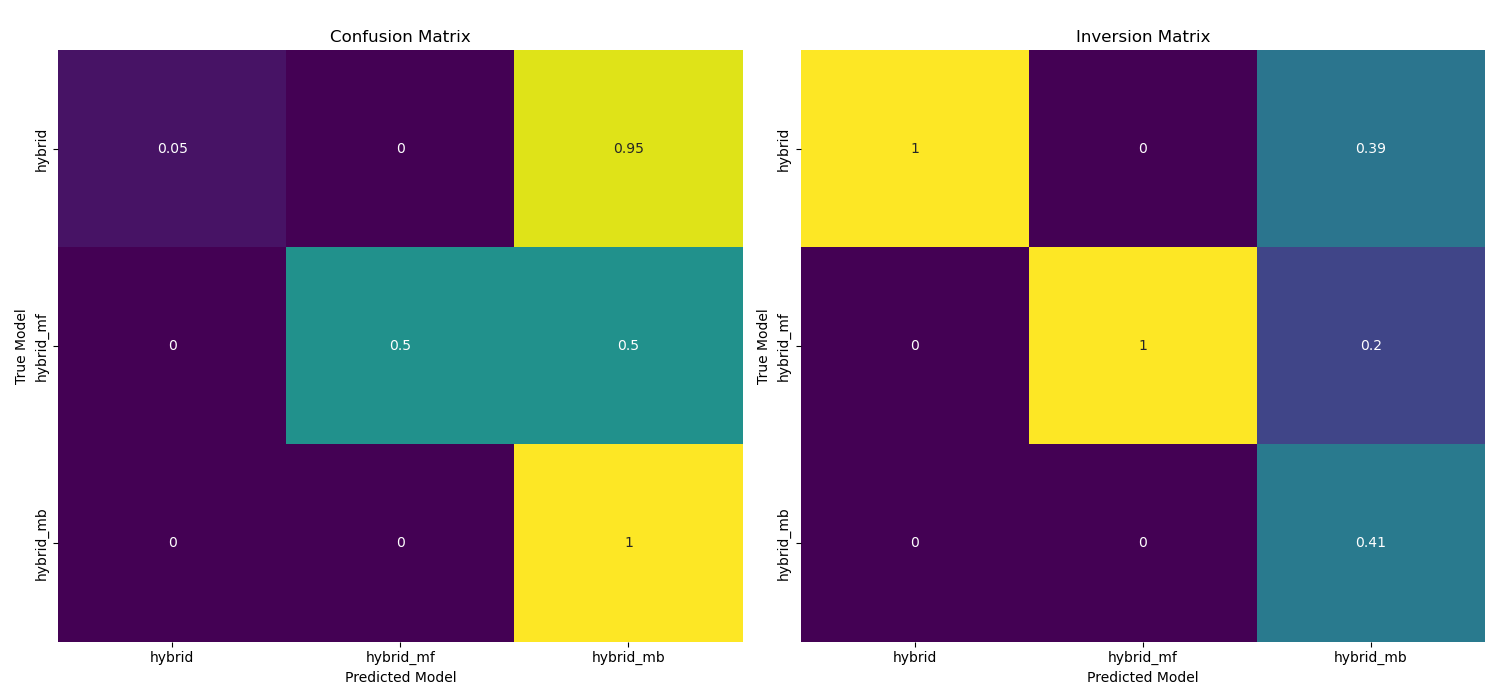 Confusion Matrix
True Model
hybrid
hybrid_mf
hybrid_mb
0.05 0 0.95
0 0.5 0.5
0 0 1
hybrid hybrid_mf hybrid_mb
Predicted Model
Inversion Matrix
True Model
hybrid
hybrid_mf
hybrid_mb
1 0 0.39
0 1 0.2
0 0 0.41
hybrid hybrid_mf hybrid_mb
Predicted Model